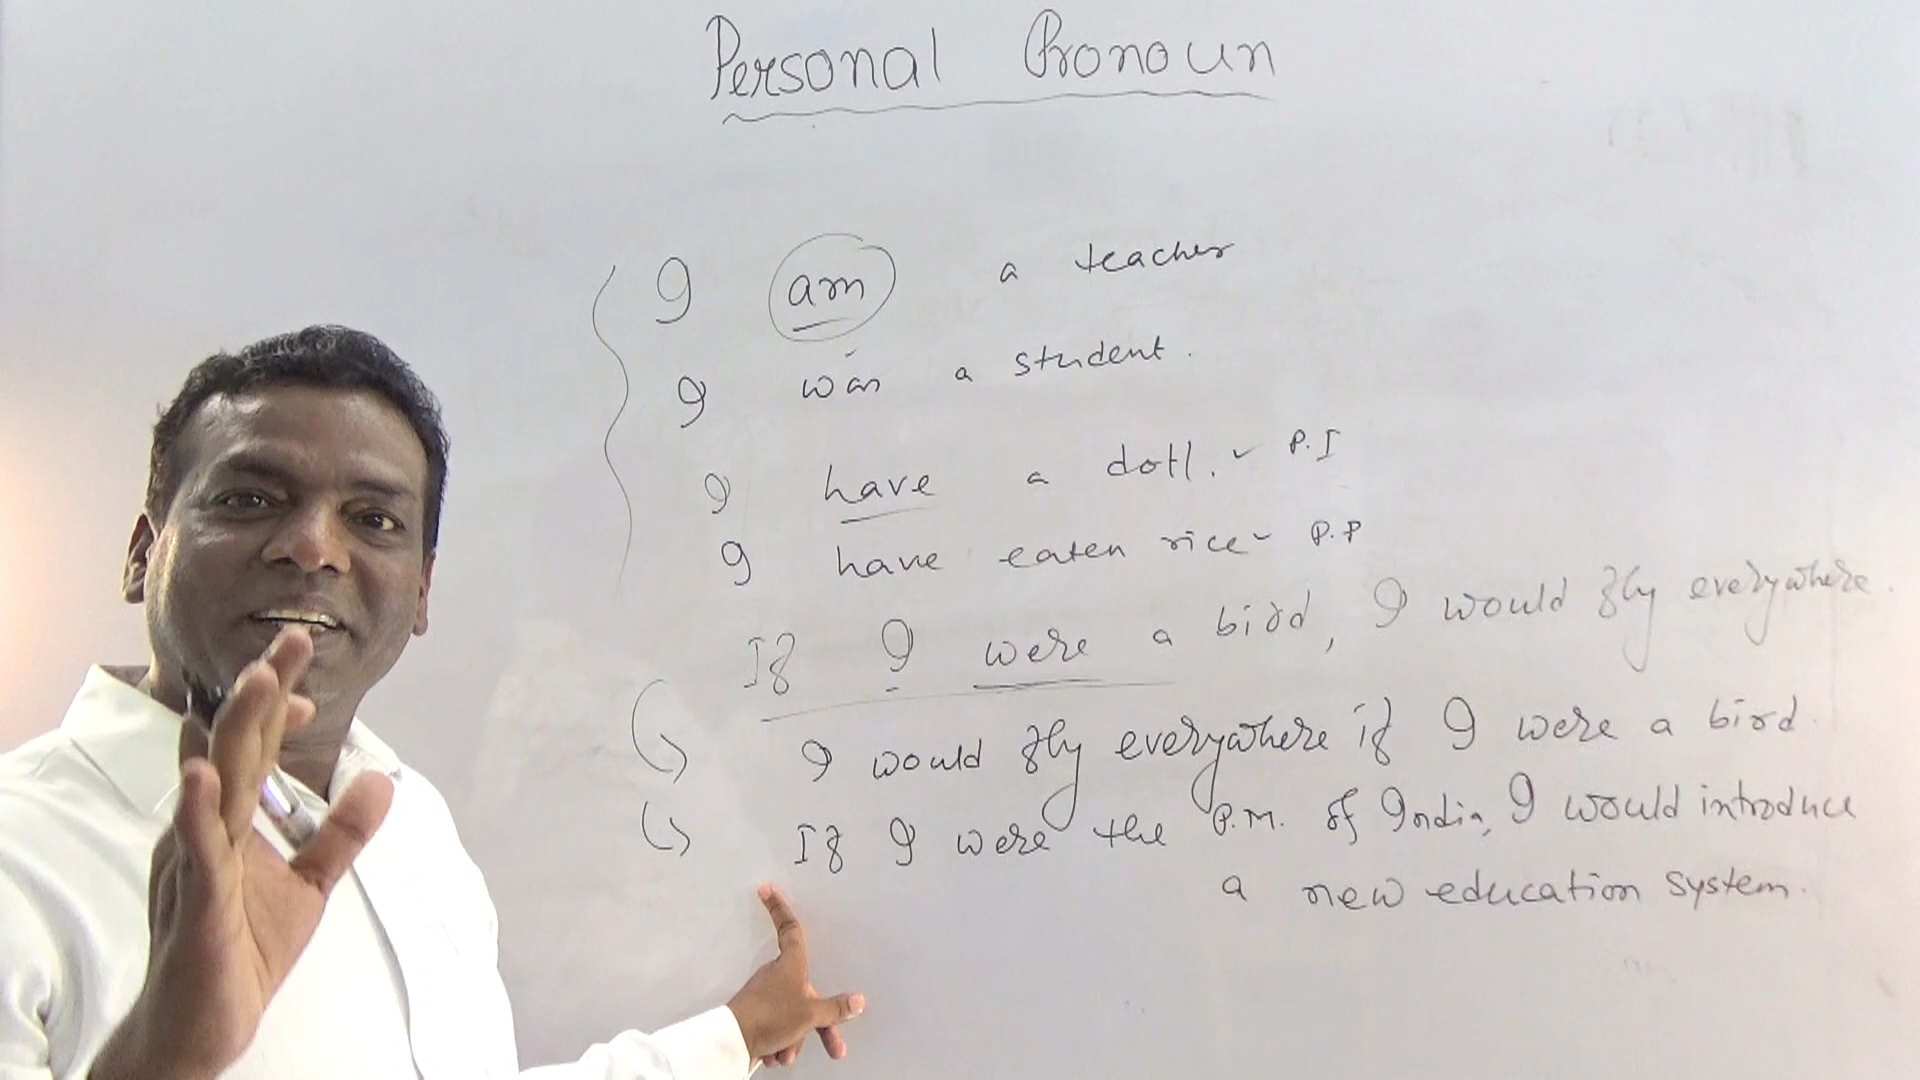 Personal Pronoun
I am a teacher
I was a student.
I have a doll. P.I
I have eaten rice - P.P
If I were a bird, I would fly everywhere.
I would fly everywhere if I were a bird.
If I were the P.M. of India, I would introduce
a new education system.